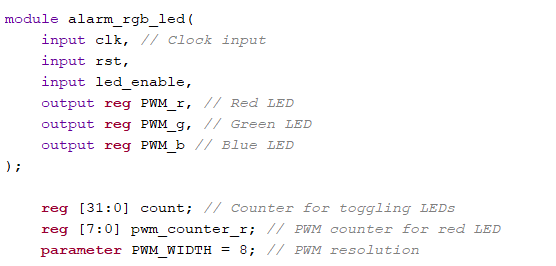 module alarm_rgb_led(
    input clk, // Clock input
    input rst,
    input led_enable,
    output reg PWM_r, // Red LED
    output reg PWM_g, // Green LED
    output reg PWM_b // Blue LED
);
    reg [31:0] count; // Counter for toggling LEDs
    reg [7:0] pwm_counter_r; // PWM counter for red LED
    parameter PWM_WIDTH = 8; // PWM resolution